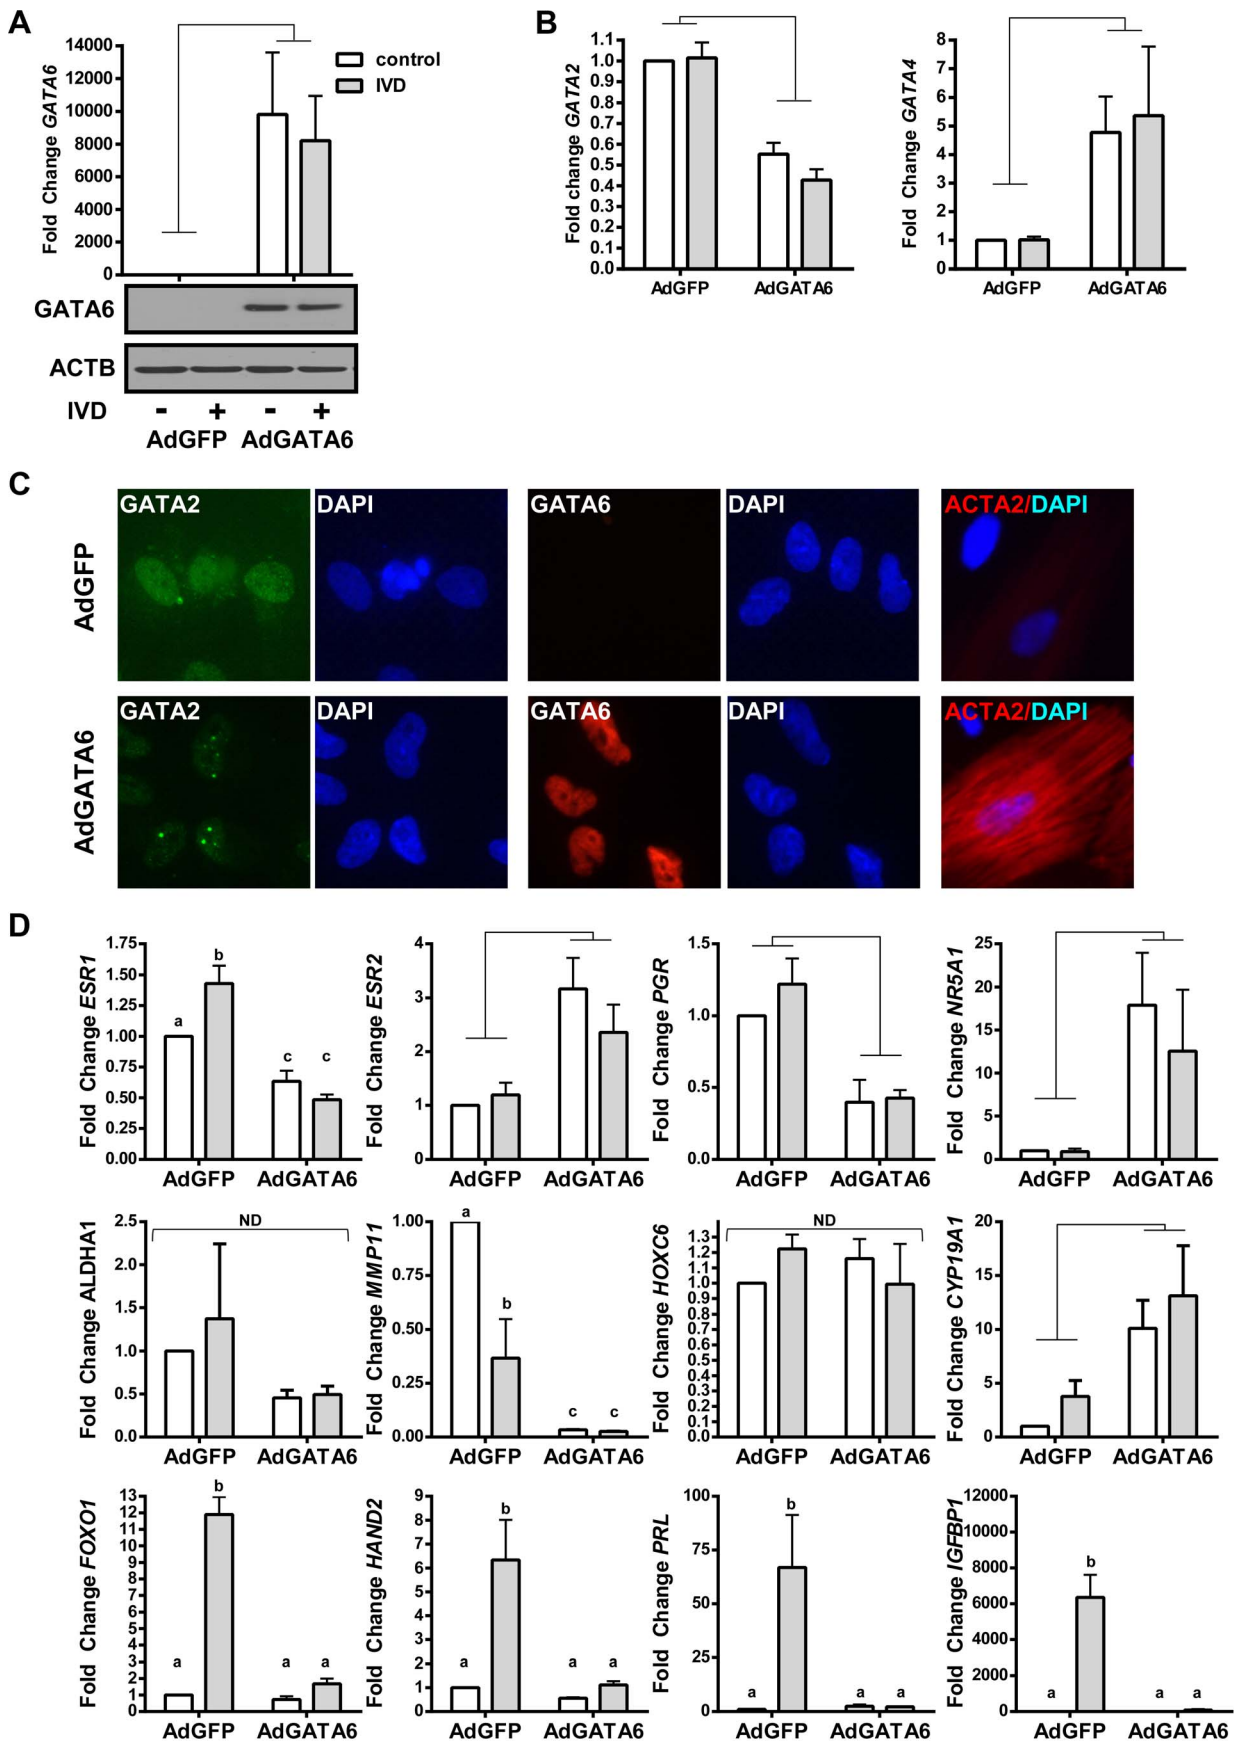 A
Fold Change GATA6
14000
12000
10000
8000
6000
4000
2000
0
control
IVD
GATA6
ACTB
IVD - + - +
AdGFP AdGATA6
B
Fold change GATA2
1.1
1.0
0.9
0.8
0.7
0.6
0.5
0.4
0.3
0.2
0.1
0.0
AdGFP AdGATA6
Fold Change GATA4
8
7
6
5
4
3
2
1
0
AdGFP AdGATA6
C
AdGFP
GATA2 DAPI GATA6 DAPI ACTA2/DAPI
AdGATA6
GATA2 DAPI GATA6 DAPI ACTA2/DAPI
D
Fold Change ESR1
1.75
1.50
1.25
1.00
0.75
0.50
0.25
0.00
a b c c
AdGFP AdGATA6
Fold Change ESR2
4
3
2
1
0
AdGFP AdGATA6
Fold Change PGR
1.5
1.0
0.5
0.0
AdGFP AdGATA6
Fold Change NR5A1
25
20
15
10
5
0
AdGFP AdGATA6
Fold Change ALDHA1
2.5
2.0
1.5
1.0
0.5
0.0
ND
AdGFP AdGATA6
Fold Change MMP11
1.00
0.75
0.50
0.25
0.00
a b c c
AdGFP AdGATA6
Fold Change HOXC6
1.3
1.2
1.1
1.0
0.9
0.8
0.7
0.6
0.5
0.4
0.3
0.2
0.1
0.0
ND
AdGFP AdGATA6
Fold Change CYP19A1
20
15
10
5
0
AdGFP AdGATA6
Fold Change FOXO1
13
12
11
10
9
8
7
6
5
4
3
2
1
0
a b a a
AdGFP AdGATA6
Fold Change HAND2
9
8
7
6
5
4
3
2
1
0
a b a a
AdGFP AdGATA6
Fold Change PRL
100
75
50
25
0
a b a a
AdGFP AdGATA6
Fold Change IGFBP1
12000
10000
8000
6000
4000
2000
0
a b a a
AdGFP AdGATA6